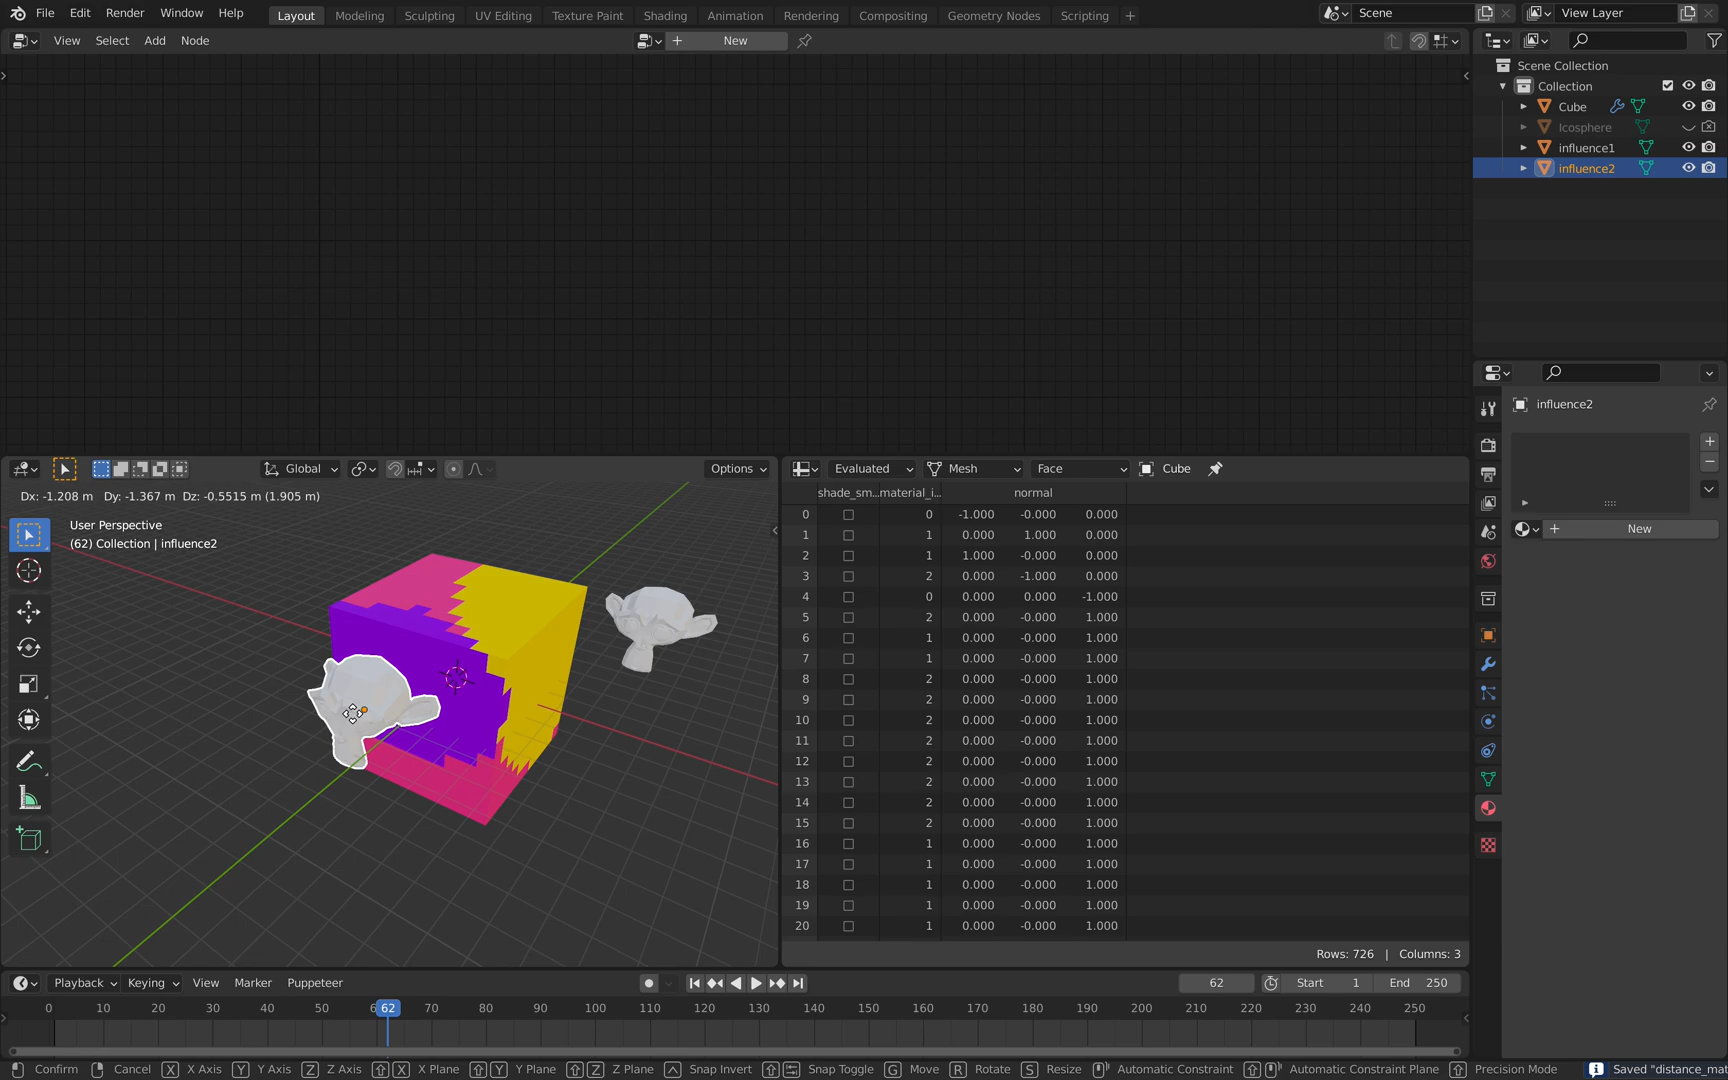 File Edit Render Window Help Layout Modeling Sculpting UV Editing Texture Paint Shading Animation Rendering Compositing Geometry Nodes Scripting + Scene View Layer
View Select Add Node + New
Scene Collection
Collection
Cube
Icosphere
influence1
influence2
influence2
+ New
Global Options
Evaluated Mesh Face Cube
Dx: -1.208 m Dy: -1.367 m Dz: -0.5515 m (1.905 m)
User Perspective
(62) Collection | influence2
shade_sm... material_i... normal
0 0 -1.000 -0.000 0.000
1 1 0.000 1.000 0.000
2 1 1.000 -0.000 0.000
3 2 0.000 -1.000 0.000
4 0 0.000 0.000 -1.000
5 2 0.000 -0.000 1.000
6 1 0.000 -0.000 1.000
7 1 0.000 -0.000 1.000
8 2 0.000 -0.000 1.000
9 2 0.000 -0.000 1.000
10 2 0.000 -0.000 1.000
11 2 0.000 -0.000 1.000
12 2 0.000 -0.000 1.000
13 2 0.000 -0.000 1.000
14 2 0.000 -0.000 1.000
15 2 0.000 -0.000 1.000
16 1 0.000 -0.000 1.000
17 1 0.000 -0.000 1.000
18 1 0.000 -0.000 1.000
19 1 0.000 -0.000 1.000
20 1 0.000 -0.000 1.000
Rows: 726 | Columns: 3
Playback Keying View Marker Puppeteer 62 Start 1 End 250
0 10 20 30 40 50 6 62 70 80 90 100 110 120 130 140 150 160 170 180 190 200 210 220 230 240 250
Confirm Cancel X X Axis Y Y Axis Z Z Axis X X Plane Y Y Plane Z Z Plane Snap Invert Snap Toggle G Move R Rotate S Resize Automatic Constraint Automatic Constraint Plane Precision Mode Saved "distance_mat